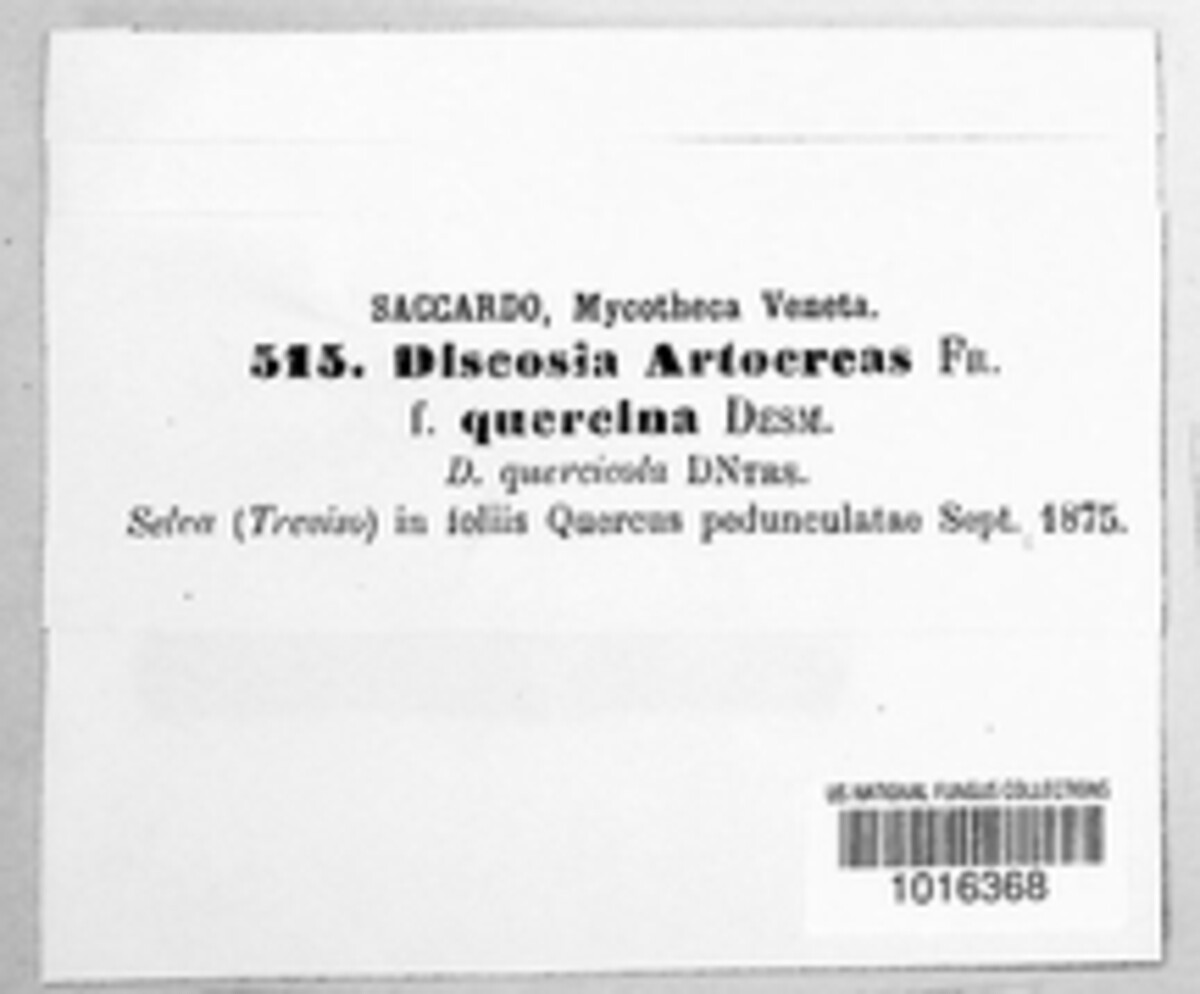 SACCARDO, Mycotheca Veneta.
515. Discosia Artocreas FR.
f. quercina DESM.
D. quercicola DNTRS.
Selva (Treviso) in foliis Quercus pedunculatae Sept. 1875.
US NATIONAL FUNGUS COLLECTIONS
1016368